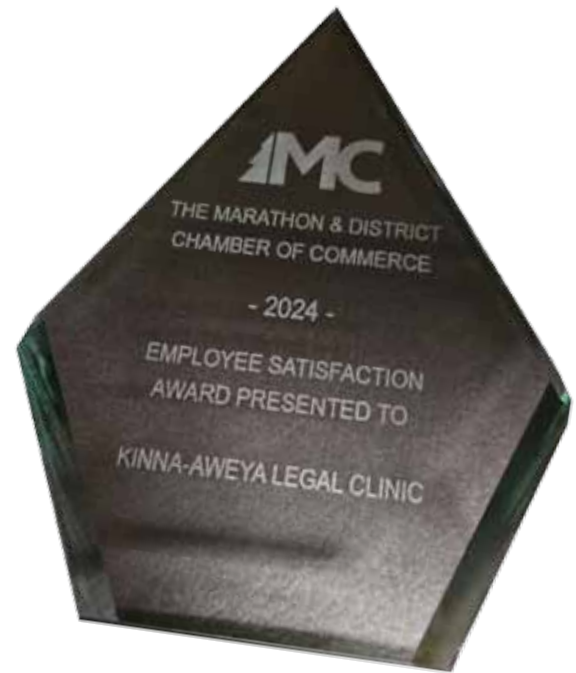 MC
THE MARATHON & DISTRICT
CHAMBER OF COMMERCE
- 2024 -
EMPLOYEE SATISFACTION
AWARD PRESENTED TO
KINNA-AWEYA LEGAL CLINIC